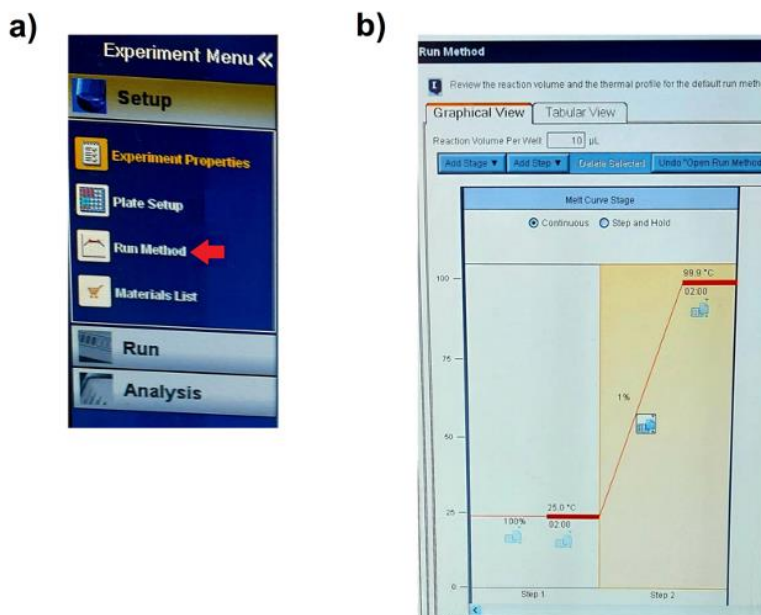 a)
Experiment Menu «
Setup
Experiment Properties
Plate Setup
Run Method
Materials List
Run
Analysis
b)
Run Method
Review the reaction volume and the thermal profile for the default run meth
Graphical View Tabular View
Reaction Volume Per Well: 10 µL
Add Stage ▼ Add Step ▼ Delete Selected Undo "Open Run Method
Melt Curve Stage
Continuous Step and Hold
100
99.9 °C
02:00
75
1%
50
25
25.0 °C
100% 02:00
0
Step 1 Step 2